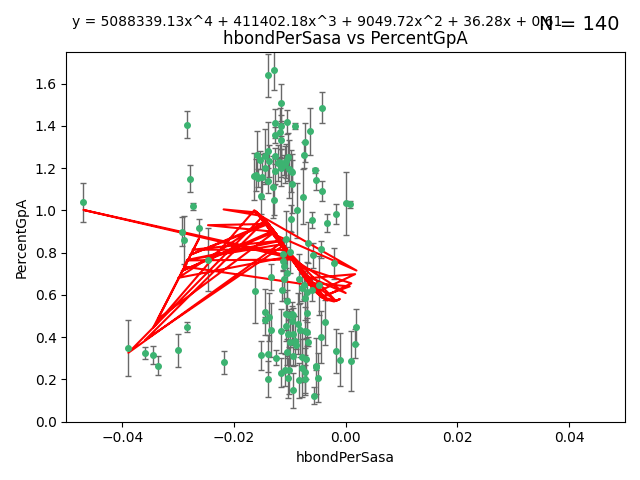 y = 5088339.13x^4 + 411402.18x^3 + 9049.72x^2 + 36.28x + 0.61
N = 140
hbondPerSasa vs PercentGpA
PercentGpA
1.6
1.4
1.2
1.0
0.8
0.6
0.4
0.2
0.0
−0.04 −0.02 0.00 0.02 0.04
hbondPerSasa